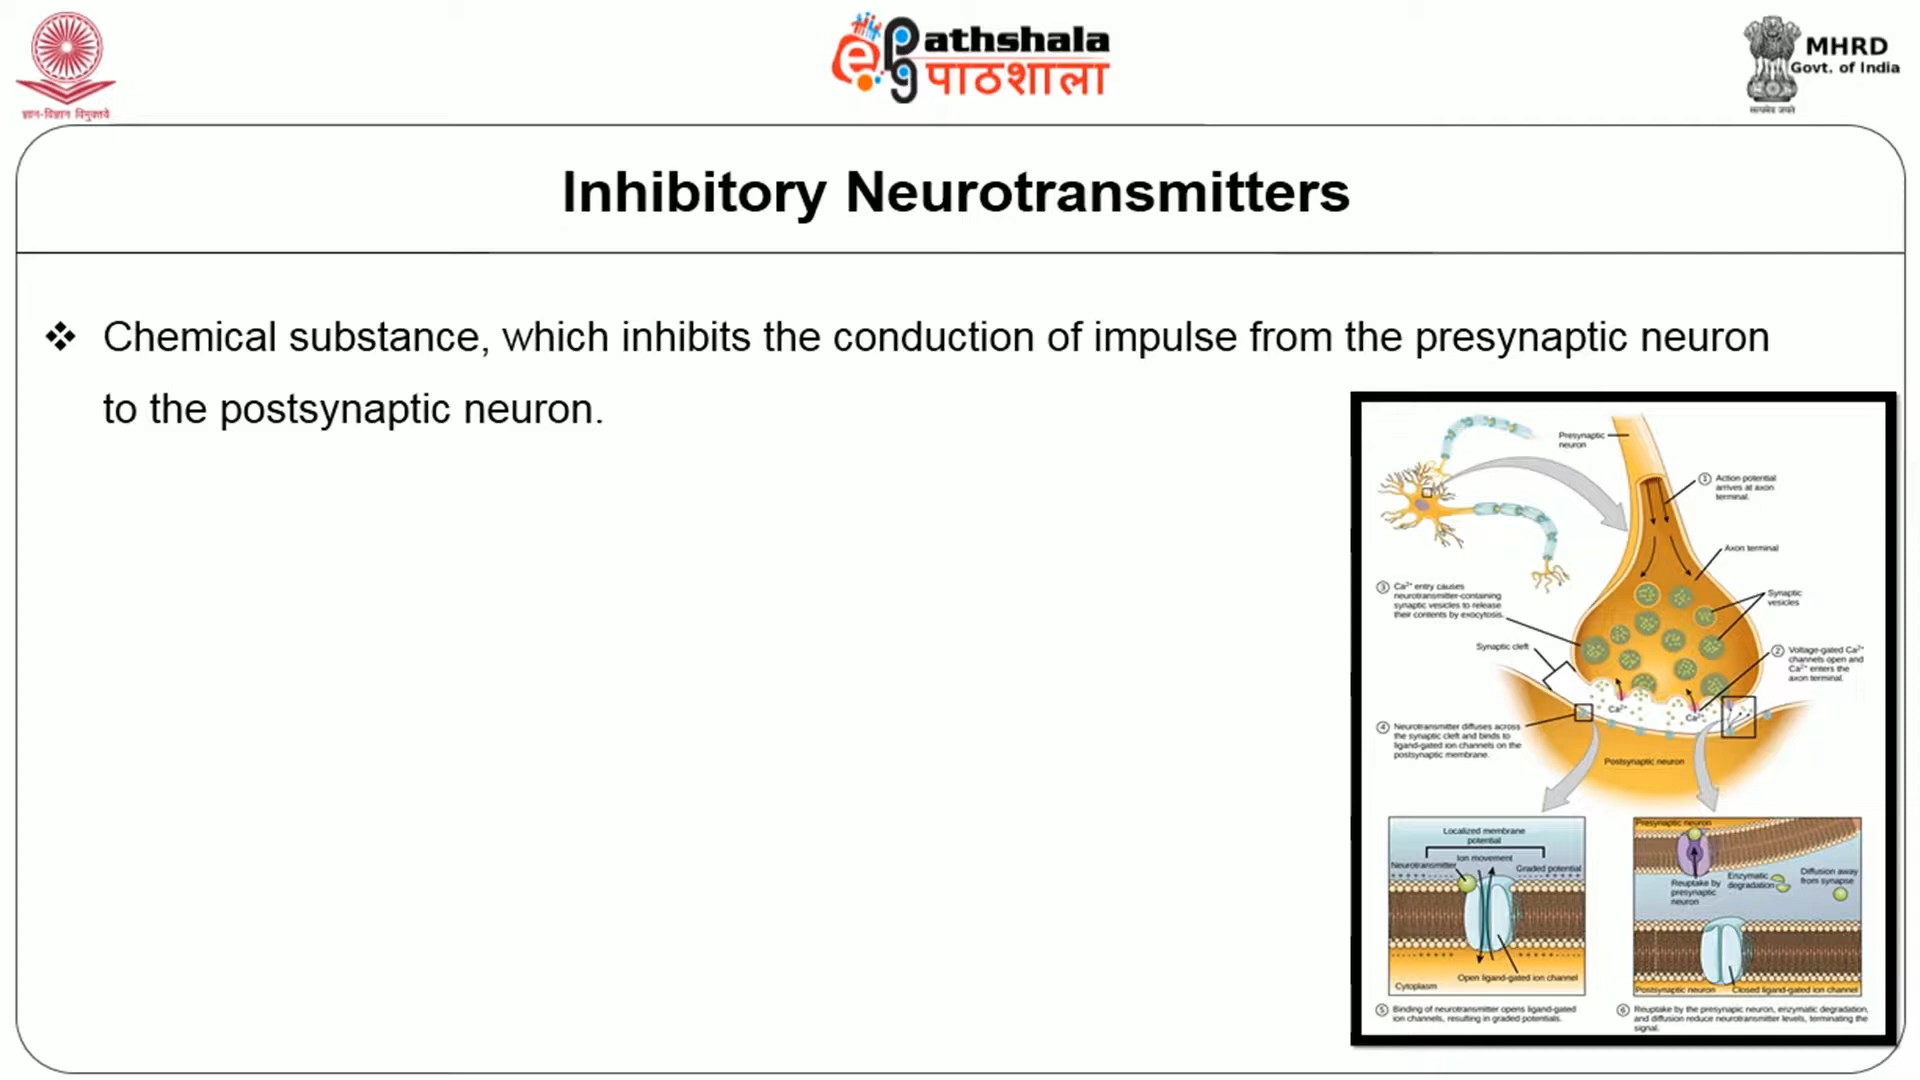 ज्ञान-विज्ञान विमुक्तये
e
pg
Pathshala
पाठशाला
MHRD
Govt. of India
सत्यमेव जयते
Inhibitory Neurotransmitters
❖ Chemical substance, which inhibits the conduction of impulse from the presynaptic neuron
to the postsynaptic neuron.
Presynaptic
neuron
① Action potential
arrives at axon
terminal.
Axon terminal
③ Ca²⁺ entry causes
neurotransmitter-containing
synaptic vesicles to release
their contents by exocytosis.
Synaptic
vesicles
Synaptic cleft
② Voltage-gated Ca²⁺
channels open and
Ca²⁺ enters the
axon terminal.
Ca²⁺
Ca²⁺
④ Neurotransmitter diffuses across
the synaptic cleft and binds to
ligand-gated ion channels on the
postsynaptic membrane.
Postsynaptic neuron
Localized membrane
potential
Ion movement
Neurotransmitter
Graded potential
Open ligand-gated ion channel
Cytoplasm
⑤ Binding of neurotransmitter opens ligand-gated
ion channels, resulting in graded potentials.
Presynaptic neuron
Reuptake by
presynaptic
neuron
Enzymatic
degradation
Diffusion away
from synapse
Postsynaptic neuron
Closed ligand-gated ion channel
⑥ Reuptake by the presynapic neuron, enzymatic degradation,
and diffusion reduce neurotransmitter levels, terminating the
signal.